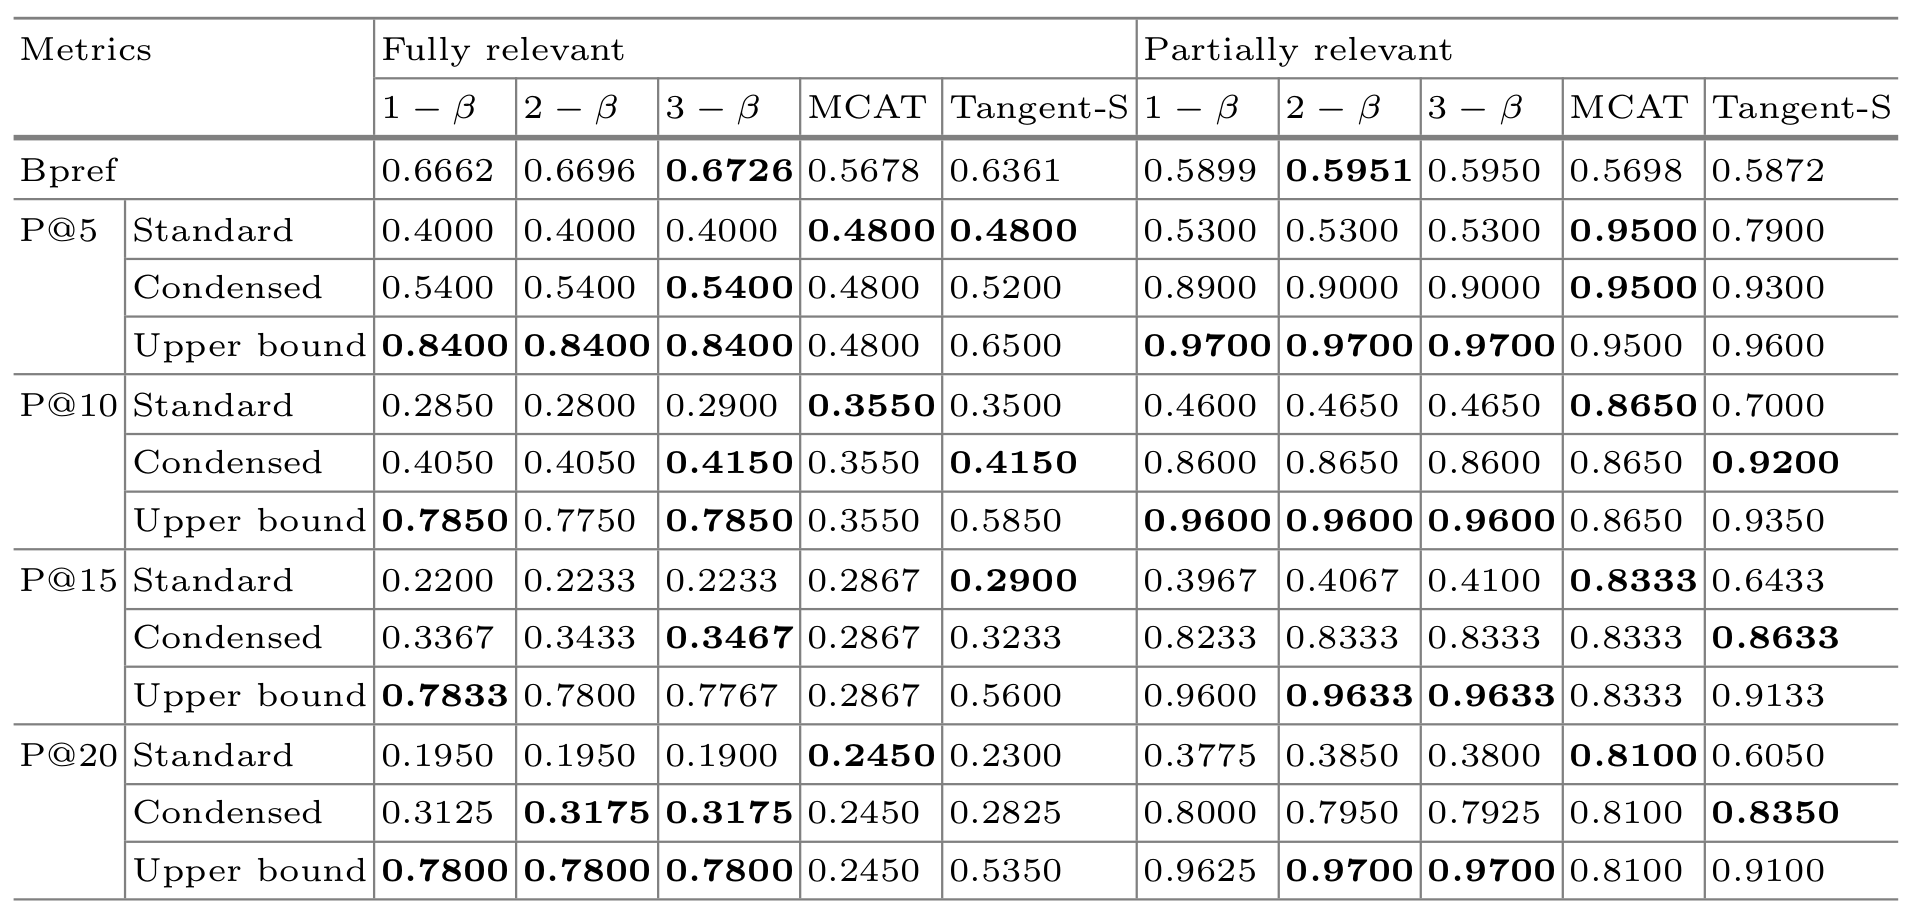 Metrics Fully relevant Partially relevant
1 − β 2 − β 3 − β MCAT Tangent-S 1 − β 2 − β 3 − β MCAT Tangent-S
Bpref 0.6662 0.6696 0.6726 0.5678 0.6361 0.5899 0.5951 0.5950 0.5698 0.5872
P@5 Standard 0.4000 0.4000 0.4000 0.4800 0.4800 0.5300 0.5300 0.5300 0.9500 0.7900
Condensed 0.5400 0.5400 0.5400 0.4800 0.5200 0.8900 0.9000 0.9000 0.9500 0.9300
Upper bound 0.8400 0.8400 0.8400 0.4800 0.6500 0.9700 0.9700 0.9700 0.9500 0.9600
P@10 Standard 0.2850 0.2800 0.2900 0.3550 0.3500 0.4600 0.4650 0.4650 0.8650 0.7000
Condensed 0.4050 0.4050 0.4150 0.3550 0.4150 0.8600 0.8650 0.8600 0.8650 0.9200
Upper bound 0.7850 0.7750 0.7850 0.3550 0.5850 0.9600 0.9600 0.9600 0.8650 0.9350
P@15 Standard 0.2200 0.2233 0.2233 0.2867 0.2900 0.3967 0.4067 0.4100 0.8333 0.6433
Condensed 0.3367 0.3433 0.3467 0.2867 0.3233 0.8233 0.8333 0.8333 0.8333 0.8633
Upper bound 0.7833 0.7800 0.7767 0.2867 0.5600 0.9600 0.9633 0.9633 0.8333 0.9133
P@20 Standard 0.1950 0.1950 0.1900 0.2450 0.2300 0.3775 0.3850 0.3800 0.8100 0.6050
Condensed 0.3125 0.3175 0.3175 0.2450 0.2825 0.8000 0.7950 0.7925 0.8100 0.8350
Upper bound 0.7800 0.7800 0.7800 0.2450 0.5350 0.9625 0.9700 0.9700 0.8100 0.9100